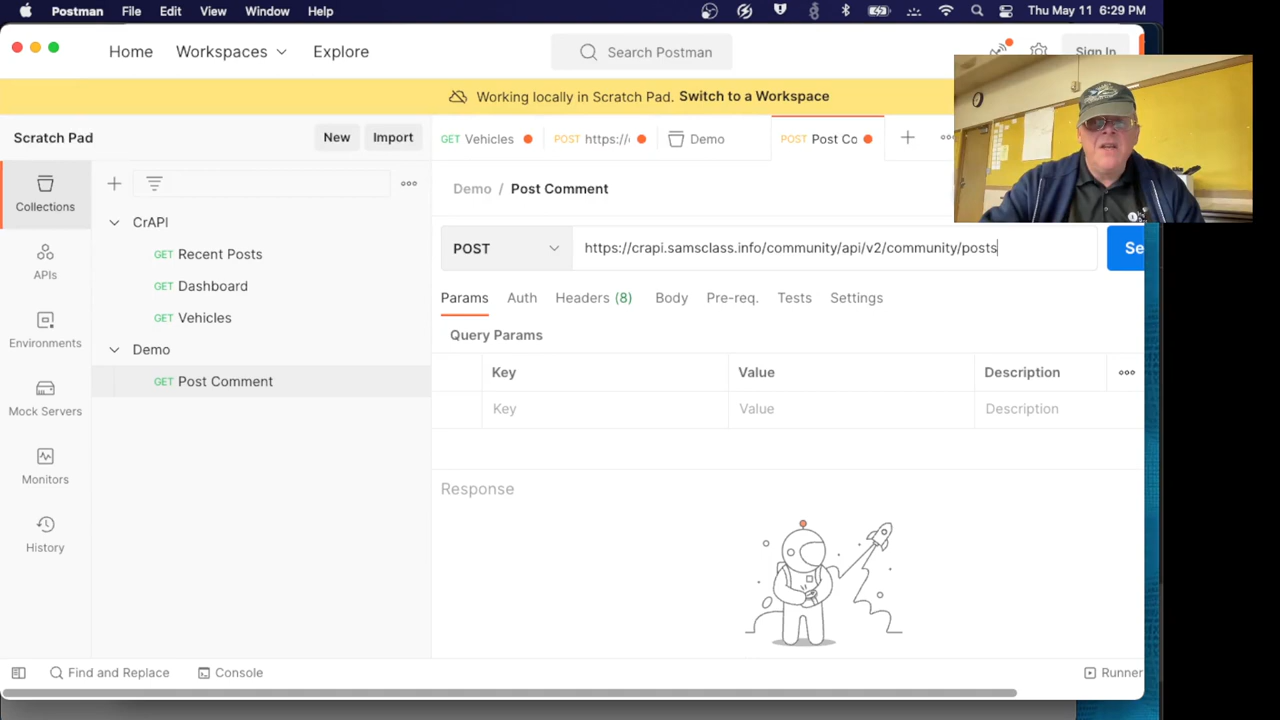 Postman File Edit View Window Help Thu May 11 6:29 PM
Home Workspaces Explore Search Postman Sign In
Working locally in Scratch Pad. Switch to a Workspace
Scratch Pad New Import GET Vehicles POST https:// Demo POST Post Co
Collections
Demo / Post Comment
CrAPI
GET Recent Posts
POST https://crapi.samsclass.info/community/api/v2/community/posts Se
APIs
GET Dashboard
Params Auth Headers (8) Body Pre-req. Tests Settings
GET Vehicles
Environments
Query Params
Demo
Key Value Description
GET Post Comment
Mock Servers
Key Value Description
Monitors
Response
History
Find and Replace Console Runner